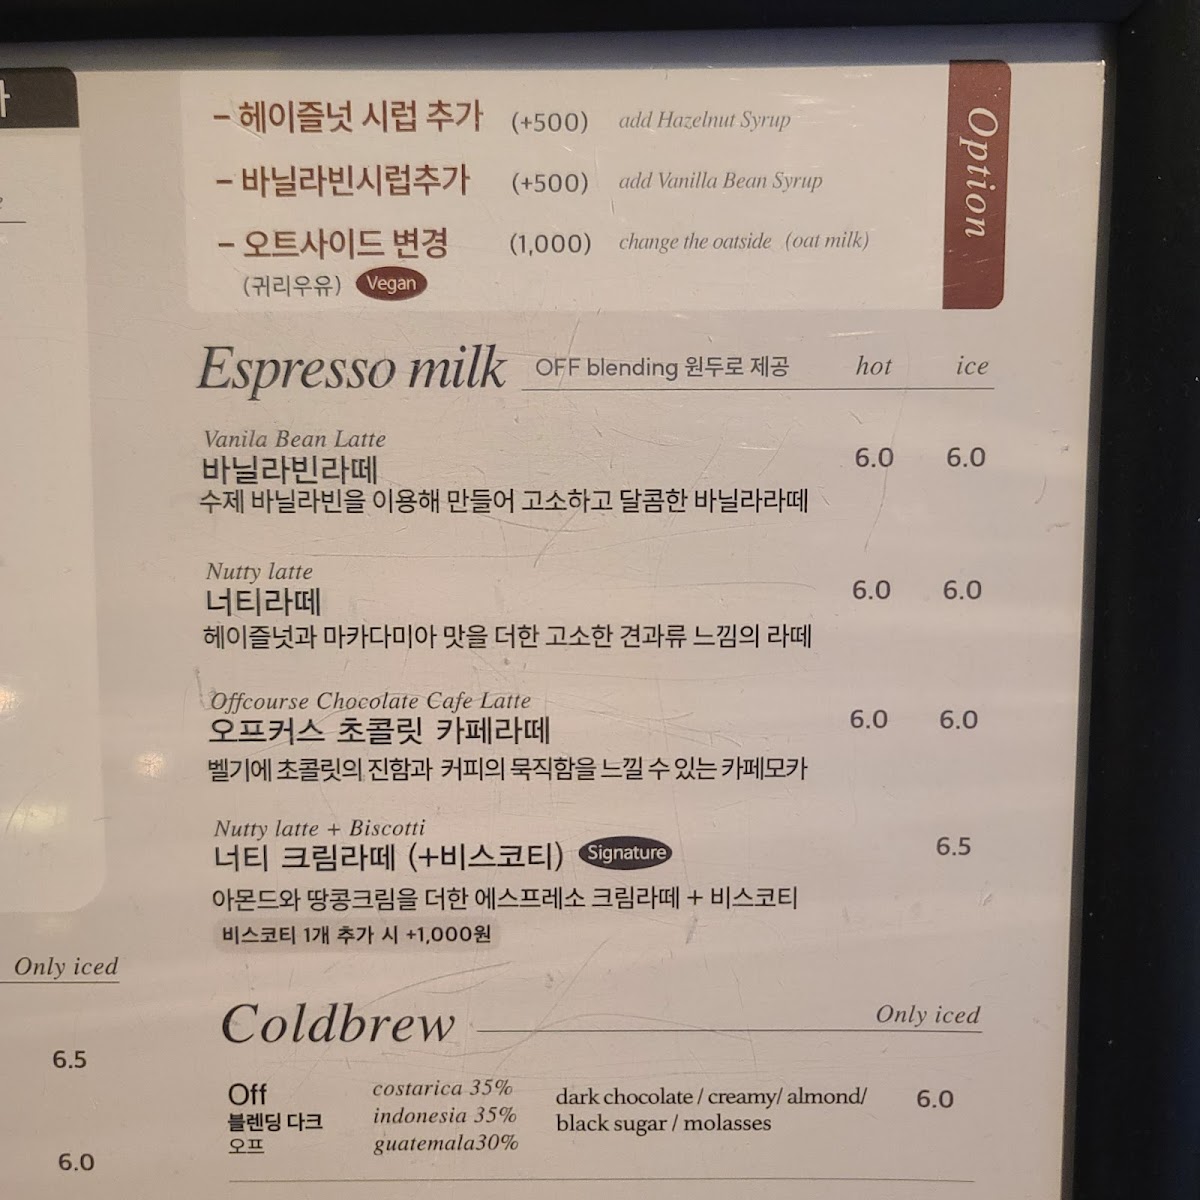 - 헤이즐넛 시럽 추가 (+500) add Hazelnut Syrup
- 바닐라빈시럽추가 (+500) add Vanilla Bean Syrup
- 오트사이드 변경 (1,000) change the oatside (oat milk)
(귀리우유) Vegan
Option
Espresso milk OFF blending 원두로 제공 hot ice
Vanila Bean Latte
바닐라빈라떼 6.0 6.0
수제 바닐라빈을 이용해 만들어 고소하고 달콤한 바닐라라떼
Nutty latte
너티라떼 6.0 6.0
헤이즐넛과 마카다미아 맛을 더한 고소한 견과류 느낌의 라떼
Offcourse Chocolate Cafe Latte
오프커스 초콜릿 카페라떼 6.0 6.0
벨기에 초콜릿의 진함과 커피의 묵직함을 느낄 수 있는 카페모카
Nutty latte + Biscotti
너티 크림라떼 (+비스코티) Signature 6.5
아몬드와 땅콩크림을 더한 에스프레소 크림라떼 + 비스코티
비스코티 1개 추가 시 +1,000원
Only iced
6.5
6.0
Coldbrew Only iced
Off
블렌딩 다크
오프
costarica 35%
indonesia 35%
guatemala30%
dark chocolate / creamy/ almond/
black sugar / molasses
6.0